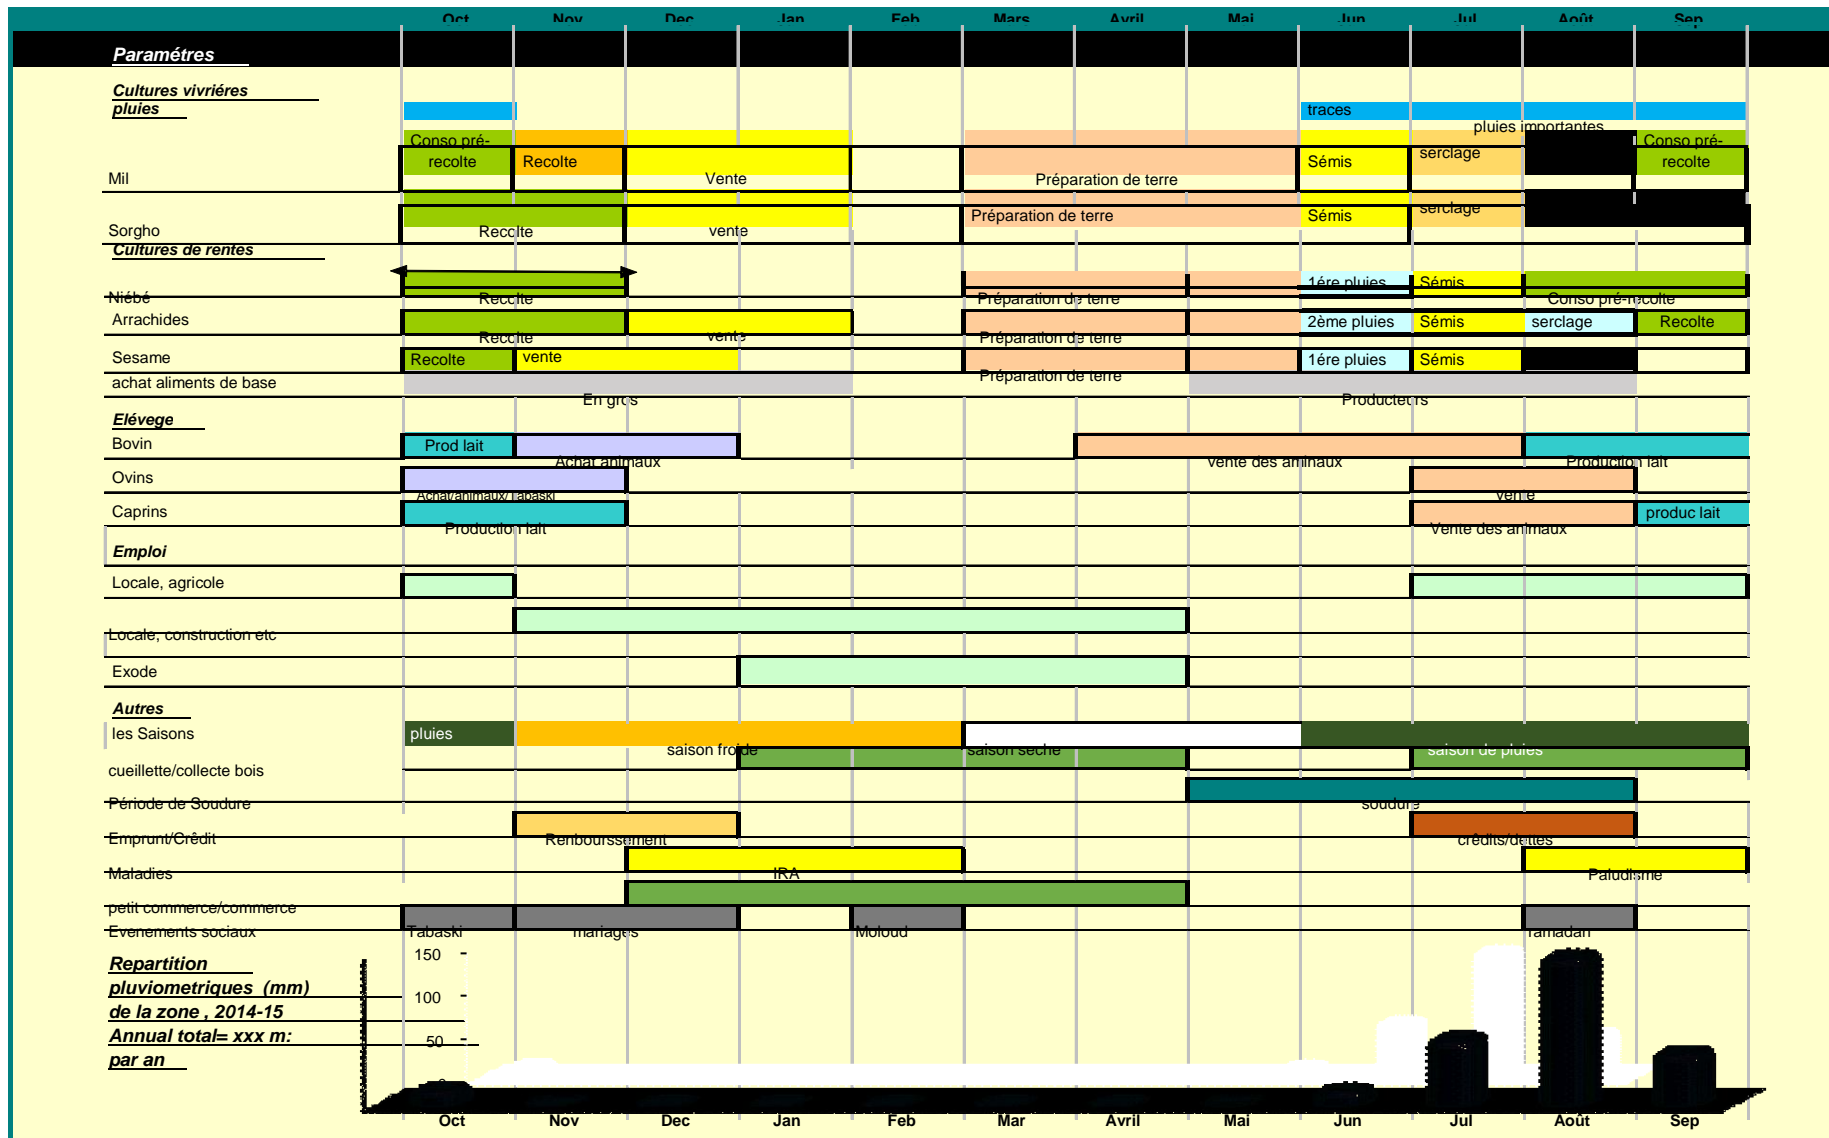 Oct Nov Dec Jan Feb Mars Avril Mai Jun Jul Août Sep
Paramétres
Cultures vivriéres
pluies
traces
pluies importantes
Conso pré-recolte
Recolte
Vente
Préparation de terre
Sémis
serclage
Conso pré-recolte
Mil
Préparation de terre
Sémis
serclage
Sorgho
Recolte
vente
Cultures de rentes
1ére pluies
Sémis
Niébé
Recolte
Préparation de terre
Conso pré-recolte
Arrachides
2ème pluies
Sémis
serclage
Recolte
Recolte
vente
Préparation de terre
Sesame
Recolte
vente
1ére pluies
Sémis
Préparation de terre
achat aliments de base
En gros
Producteurs
Elévege
Bovin
Prod lait
Achat animaux
Vente des aminaux
Production lait
Ovins
Achat/animaux/Tabaski
vente
Caprins
produc lait
Production lait
Vente des animaux
Emploi
Locale, agricole
Locale, construction etc
Exode
Autres
les Saisons
pluies
saison froide
saison seche
saison de pluies
cueillette/collecte bois
Période de Soudure
soudure
Emprunt/Crêdit
Renbourssement
crêdits/dettes
Maladies
IRA
Paludisme
petit commerce/commerce
Evenements sociaux
Tabaski
mariages
Moloud
ramadan
Repartition
pluviometriques (mm)
de la zone , 2014-15
Annual total= xxx m:
par an
150
100
50
0
Oct Nov Dec Jan Feb Mar Avril Mai Jun Jul Août Sep